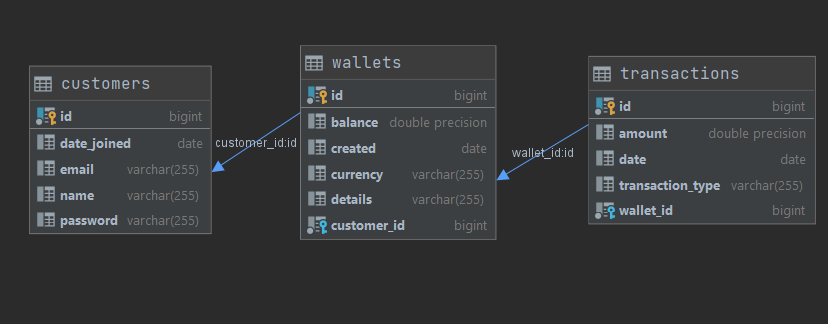 customers
id bigint
date_joined date
email varchar(255)
name varchar(255)
password varchar(255)
customer_id:id
wallets
id bigint
balance double precision
created date
currency varchar(255)
details varchar(255)
customer_id bigint
wallet_id:id
transactions
id bigint
amount double precision
date date
transaction_type varchar(255)
wallet_id bigint